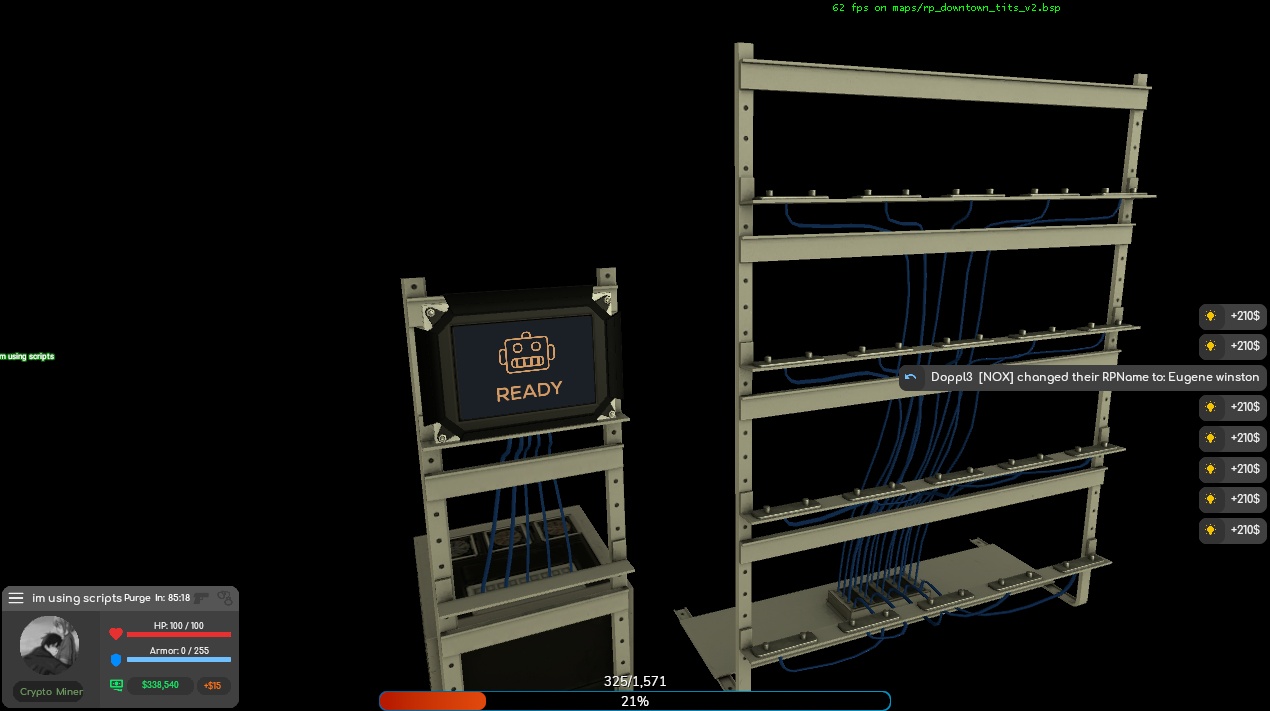 62 fps on maps/rp_downtown_tits_v2.bsp
+210$
+210$
m using scripts
Doppl3 [NOX] changed their RPName to: Eugene winston
READY
+210$
+210$
+210$
+210$
+210$
im using scripts Purge In: 85:18
HP: 100 / 100
Armor: 0 / 255
$338,540 +$15
Crypto Miner
325/1,571
21%